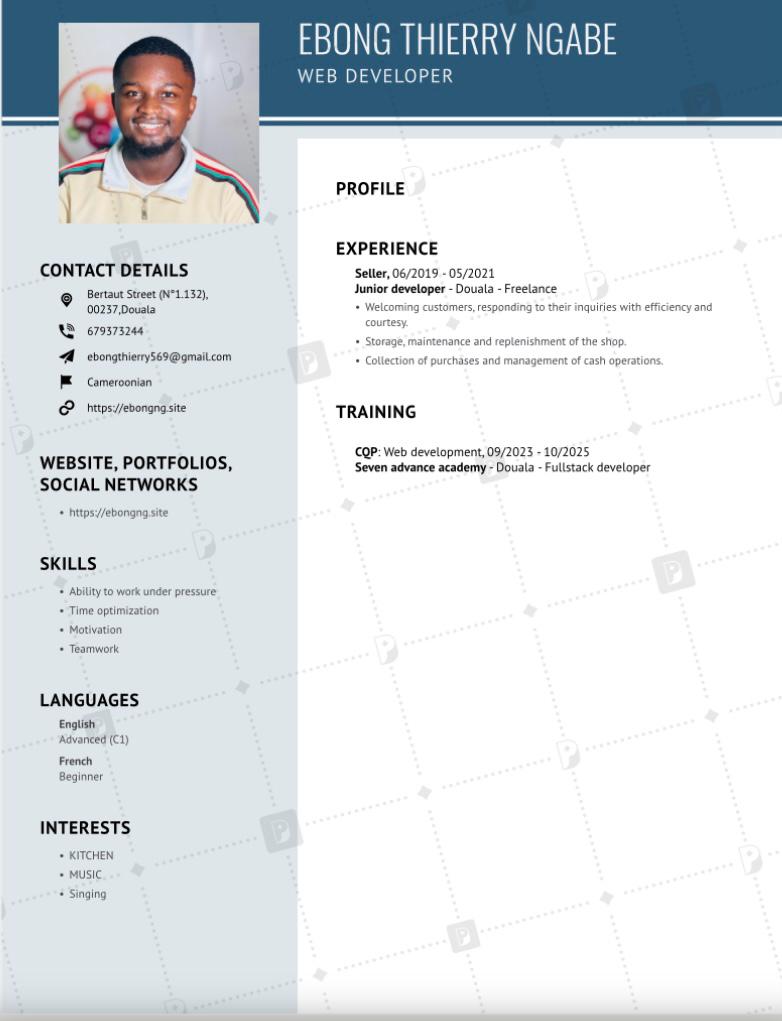 EBONG THIERRY NGABE
WEB DEVELOPER
CONTACT DETAILS
Bertaut Street (N°1.132),
00237,Douala
679373244
ebongthierry569@gmail.com
Cameroonian
https://ebongng.site
WEBSITE, PORTFOLIOS,
SOCIAL NETWORKS
• https://ebongng.site
SKILLS
• Ability to work under pressure
• Time optimization
• Motivation
• Teamwork
LANGUAGES
English
Advanced (C1)
French
Beginner
INTERESTS
• KITCHEN
• MUSIC
• Singing
PROFILE
EXPERIENCE
Seller, 06/2019 - 05/2021
Junior developer - Douala - Freelance
• Welcoming customers, responding to their inquiries with efficiency and
courtesy.
• Storage, maintenance and replenishment of the shop.
• Collection of purchases and management of cash operations.
TRAINING
CQP: Web development, 09/2023 - 10/2025
Seven advance academy - Douala - Fullstack developer